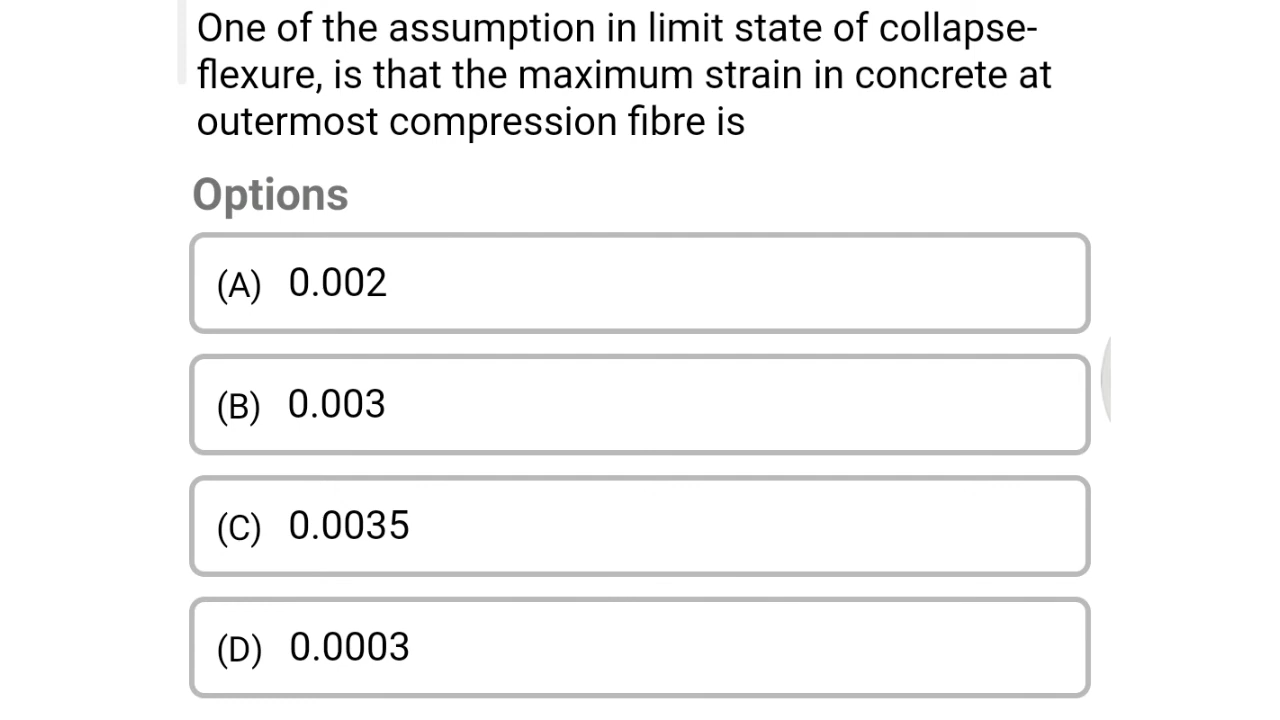 One of the assumption in limit state of collapse-
flexure, is that the maximum strain in concrete at
outermost compression fibre is
Options
(A) 0.002
(B) 0.003
(C) 0.0035
(D) 0.0003